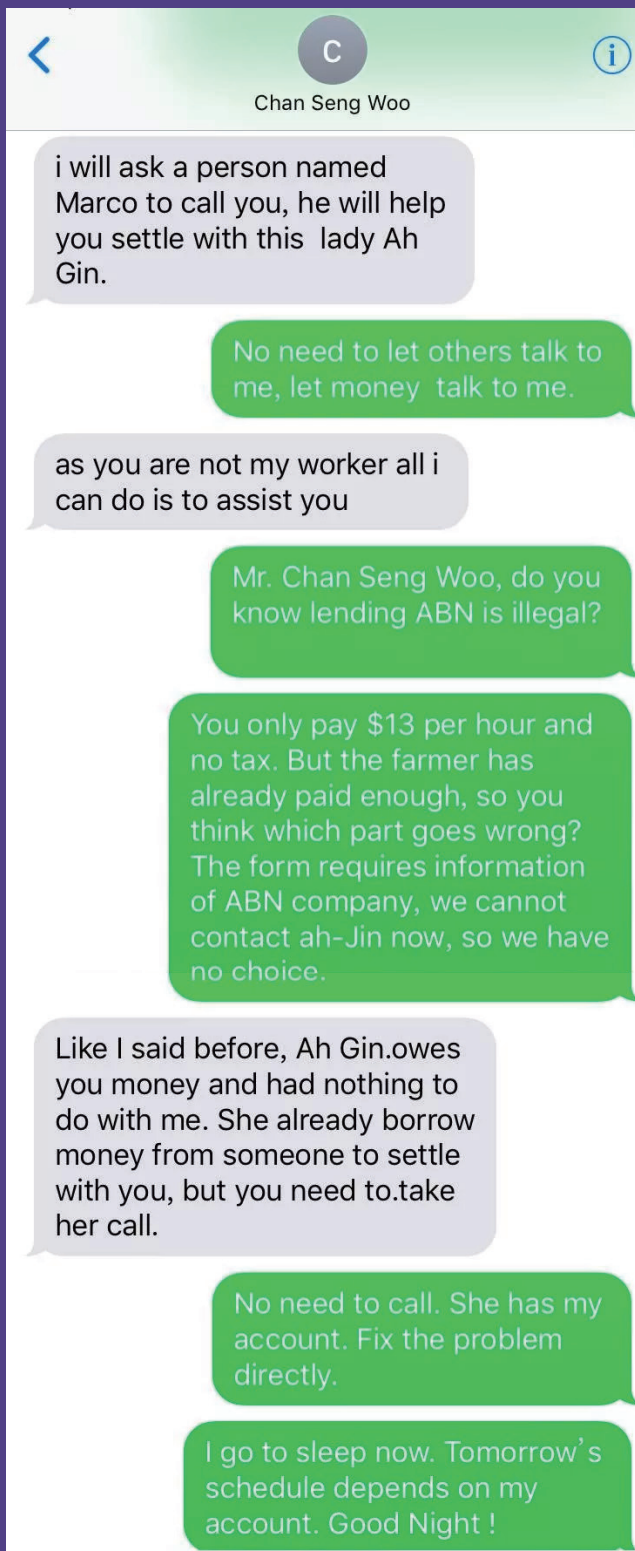 C
Chan Seng Woo
i will ask a person named
Marco to call you, he will help
you settle with this  lady Ah
Gin.
No need to let others talk to
me, let money  talk to me.
as you are not my worker all i
can do is to assist you
Mr. Chan Seng Woo, do you
know lending ABN is illegal?
You only pay $13 per hour and
no tax. But the farmer has
already paid enough, so you
think which part goes wrong?
The form requires information
of ABN company, we cannot
contact ah-Jin now, so we have
no choice.
Like I said before, Ah Gin.owes
you money and had nothing to
do with me. She already borrow
money from someone to settle
with you, but you need to.take
her call.
No need to call. She has my
account. Fix the problem
directly.
I go to sleep now. Tomorrow's
schedule depends on my
account. Good Night !